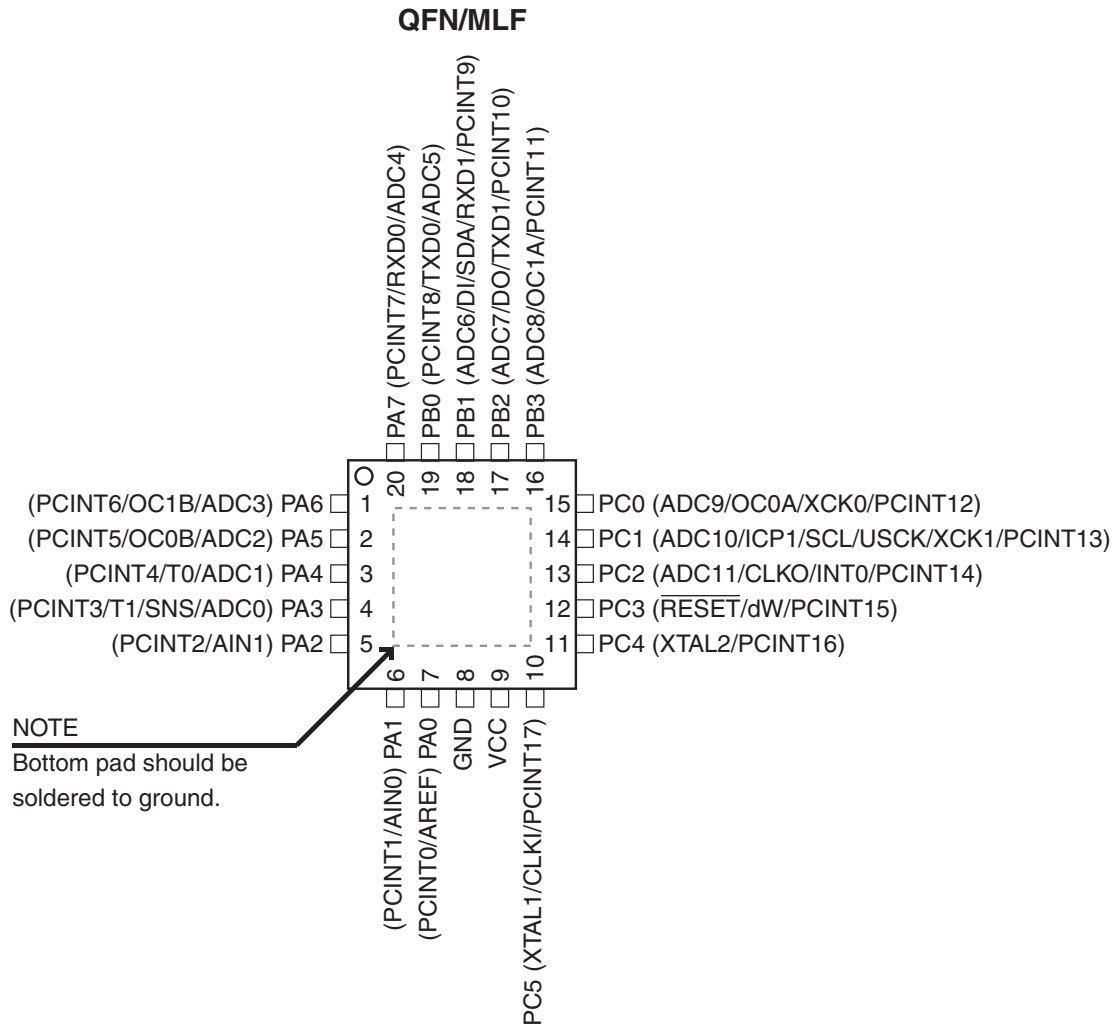 QFN/MLF
PA7 (PCINT7/RXD0/ADC4)
PB0 (PCINT8/TXD0/ADC5)
PB1 (ADC6/DI/SDA/RXD1/PCINT9)
PB2 (ADC7/DO/TXD1/PCINT10)
PB3 (ADC8/OC1A/PCINT11)
20 19 18 17 16
(PCINT6/OC1B/ADC3) PA6 1
(PCINT5/OC0B/ADC2) PA5 2
(PCINT4/T0/ADC1) PA4 3
(PCINT3/T1/SNS/ADC0) PA3 4
(PCINT2/AIN1) PA2 5
15 PC0 (ADC9/OC0A/XCK0/PCINT12)
14 PC1 (ADC10/ICP1/SCL/USCK/XCK1/PCINT13)
13 PC2 (ADC11/CLKO/INT0/PCINT14)
12 PC3 (RESET/dW/PCINT15)
11 PC4 (XTAL2/PCINT16)
6 7 8 9 10
(PCINT1/AIN0) PA1
(PCINT0/AREF) PA0
GND
VCC
PC5 (XTAL1/CLKI/PCINT17)
NOTE
Bottom pad should be
soldered to ground.